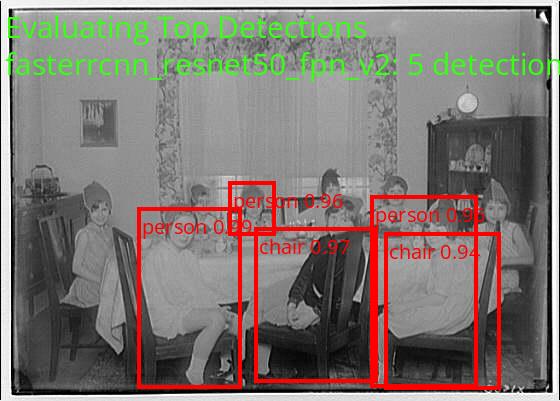 Evaluating Top Detections
fasterrcnn_resnet50_fpn_v2: 5 detection
person 0.96
person 0.96
person 0.99
chair 0.97
chair 0.94